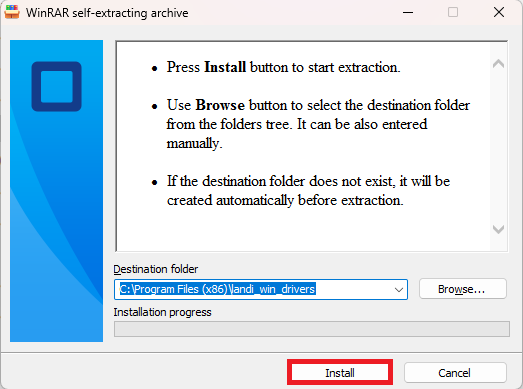 WinRAR self-extracting archive
• Press Install button to start extraction.
• Use Browse button to select the destination folder
from the folders tree. It can be also entered
manually.
• If the destination folder does not exist, it will be
created automatically before extraction.
Destination folder
C:\Program Files (x86)\landi_win_drivers
Browse...
Installation progress
Install
Cancel